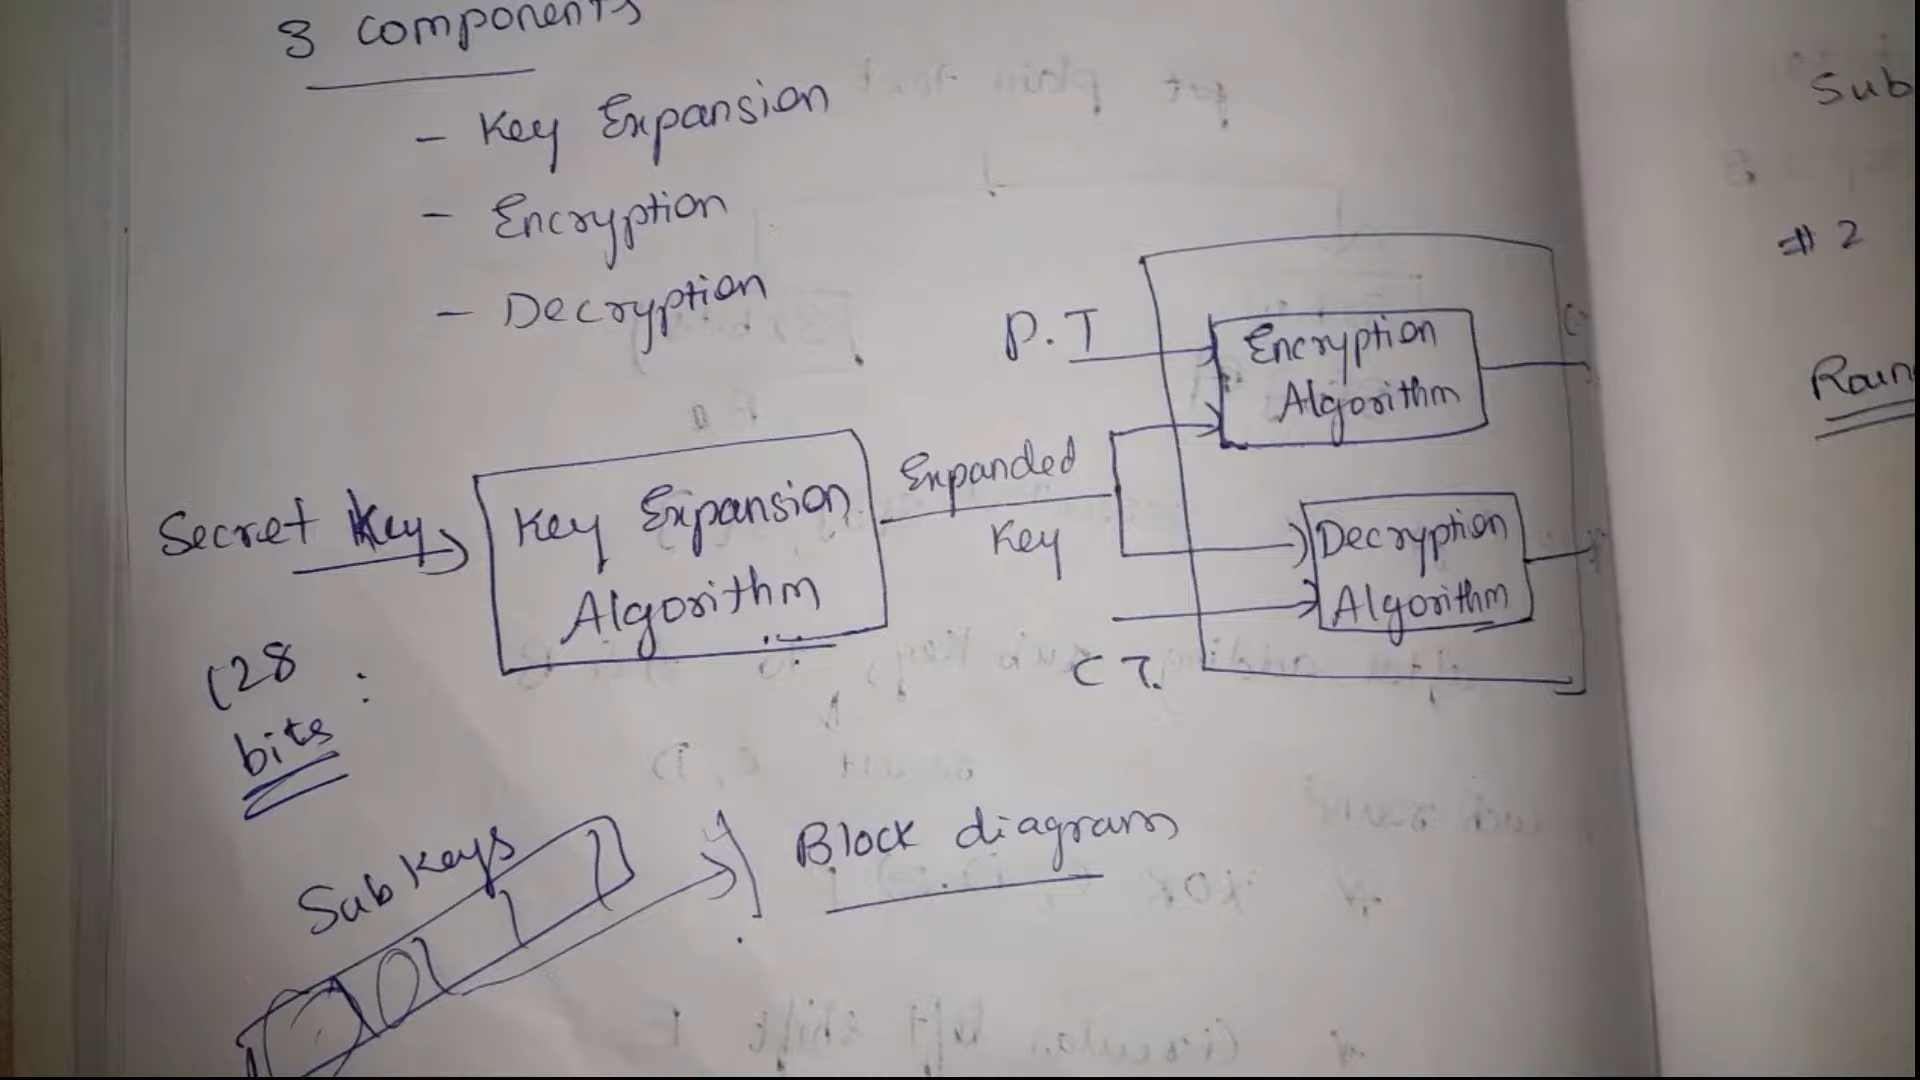 3 components
- Key Expansion
- Encryption
- Decryption
P.T
Encryption
Algorithm
Secret Key
Key Expansion
Algorithm
Expanded
Key
Decryption
Algorithm
C T.
128
bits :
Sub Keys
Block diagram
Sub
# 2
Roun